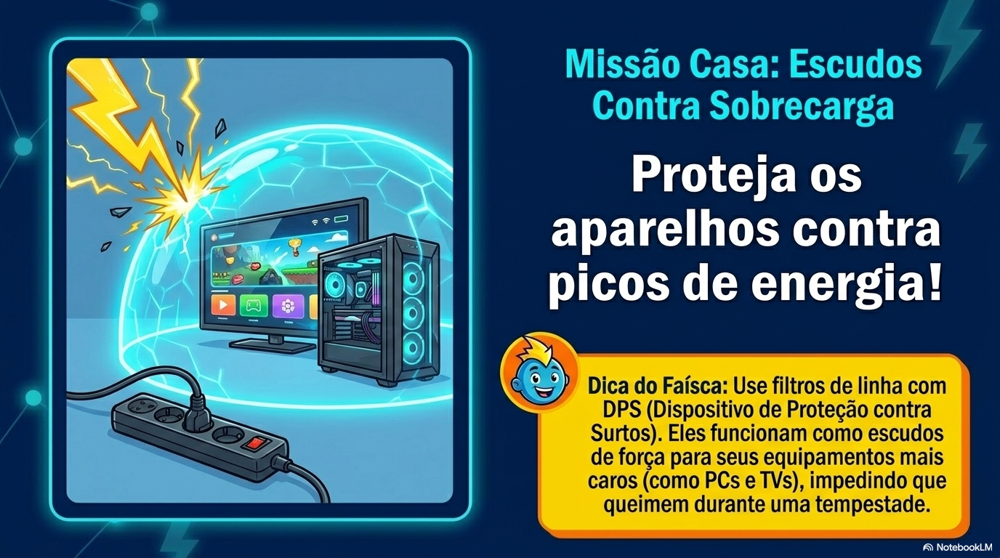 Missão Casa: Escudos
Contra Sobrecarga
Proteja os
aparelhos contra
picos de energia!
Dica do Faísca: Use filtros de linha com
DPS (Dispositivo de Proteção contra
Surtos). Eles funcionam como escudos
de força para seus equipamentos mais
caros (como PCs e TVs), impedindo que
queimem durante uma tempestade.
NotebookLM